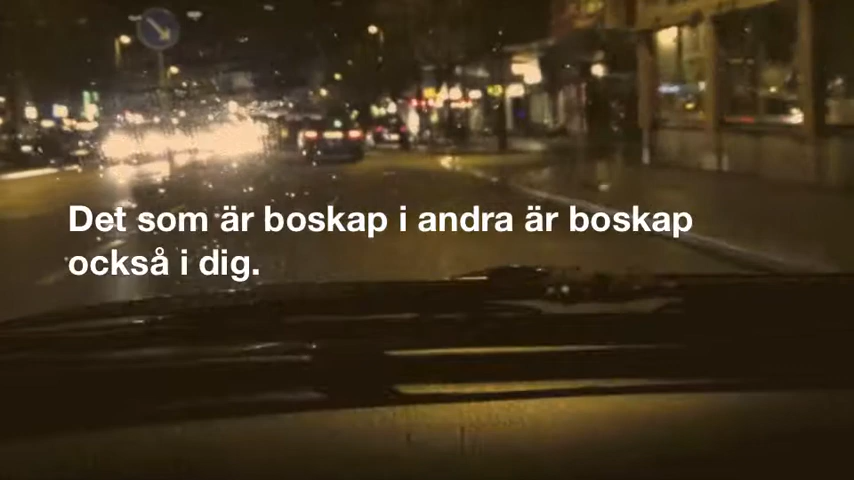 Det som är boskap i andra är boskap
också i dig.